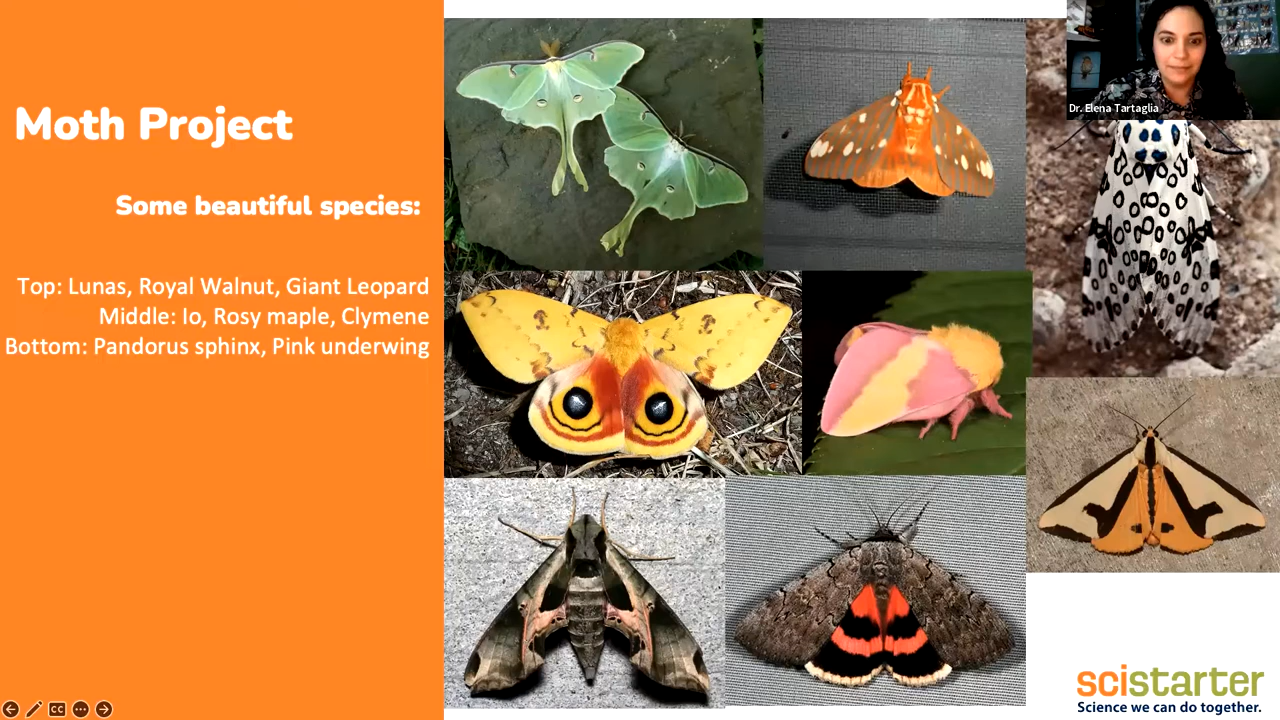 Moth Project
Some beautiful species:
Top: Lunas, Royal Walnut, Giant Leopard
Middle: Io, Rosy maple, Clymene
Bottom: Pandorus sphinx, Pink underwing
Dr. Elena Tartaglia
CC
scistarter
Science we can do together.